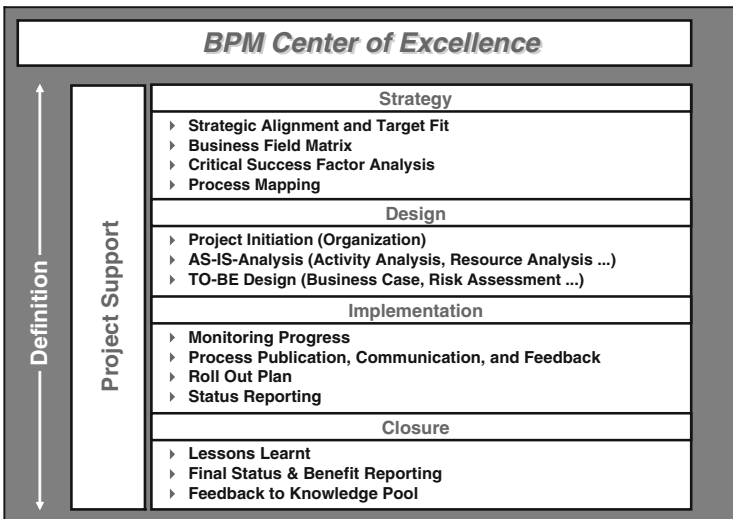 BPM Center of Excellence
Definition
Project Support
Strategy
Strategic Alignment and Target Fit
Business Field Matrix
Critical Success Factor Analysis
Process Mapping
Design
Project Initiation (Organization)
AS-IS-Analysis (Activity Analysis, Resource Analysis ...)
TO-BE Design (Business Case, Risk Assessment ...)
Implementation
Monitoring Progress
Process Publication, Communication, and Feedback
Roll Out Plan
Status Reporting
Closure
Lessons Learnt
Final Status & Benefit Reporting
Feedback to Knowledge Pool